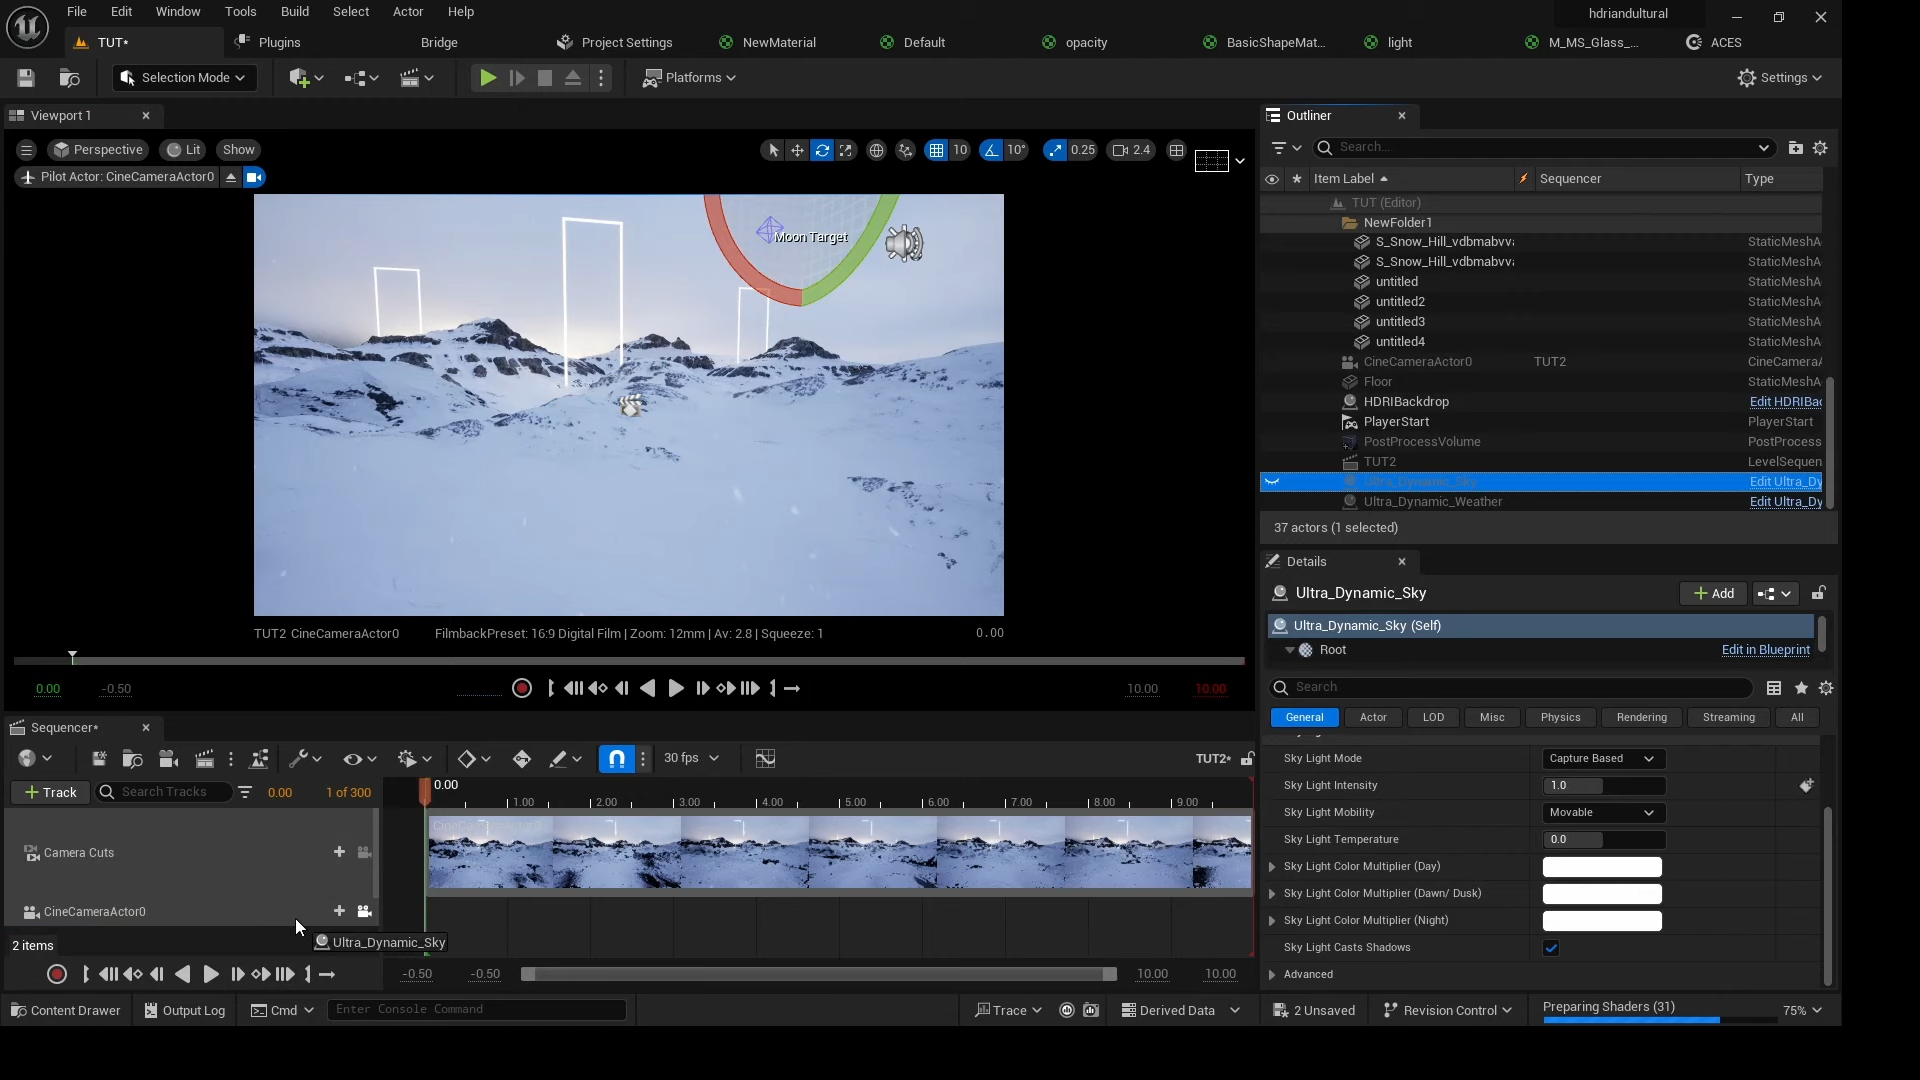 File Edit Window Tools Build Select Actor Help
hdriandultural
TUT* Plugins Bridge Project Settings NewMaterial Default opacity BasicShapeMat... light M_MS_Glass_... ACES
Selection Mode Platforms Settings
Viewport 1
Outliner
Perspective Lit Show 10 10° 0.25 2.4
Search...
Pilot Actor: CineCameraActor0
Item Label Sequencer Type
TUT (Editor)
NewFolder1
S_Snow_Hill_vdbmabvv StaticMeshA
S_Snow_Hill_vdbmabvv StaticMeshA
untitled StaticMeshA
untitled2 StaticMeshA
untitled3 StaticMeshA
untitled4 StaticMeshA
CineCameraActor0 TUT2 CineCameraA
Floor StaticMeshA
HDRIBackdrop Edit HDRIBac
PlayerStart PlayerStart
PostProcessVolume PostProcess
TUT2 LevelSequen
Ultra_Dynamic_Sky Edit Ultra_Dy
Ultra_Dynamic_Weather Edit Ultra_Dy
37 actors (1 selected)
Moon Target
TUT2 CineCameraActor0 FilmbackPreset: 16:9 Digital Film | Zoom: 12mm | Av: 2.8 | Squeeze: 1 0.00
0.00 -0.50 10.00 10.00
Details
Ultra_Dynamic_Sky
Add
Ultra_Dynamic_Sky (Self)
Root Edit in Blueprint
Search
General Actor LOD Misc Physics Rendering Streaming All
Sky Light Mode Capture Based
Sky Light Intensity 1.0
Sky Light Mobility Movable
Sky Light Temperature 0.0
Sky Light Color Multiplier (Day)
Sky Light Color Multiplier (Dawn/ Dusk)
Sky Light Color Multiplier (Night)
Sky Light Casts Shadows
Advanced
Sequencer*
30 fps TUT2*
Track Search Tracks 0.00 1 of 300
0.00
1.00 2.00 3.00 4.00 5.00 6.00 7.00 8.00 9.00
Camera Cuts
CineCameraActor0
Ultra_Dynamic_Sky
2 items
-0.50 -0.50 10.00 10.00
Content Drawer Output Log Cmd Enter Console Command Trace Derived Data 2 Unsaved Revision Control Preparing Shaders (31) 75%